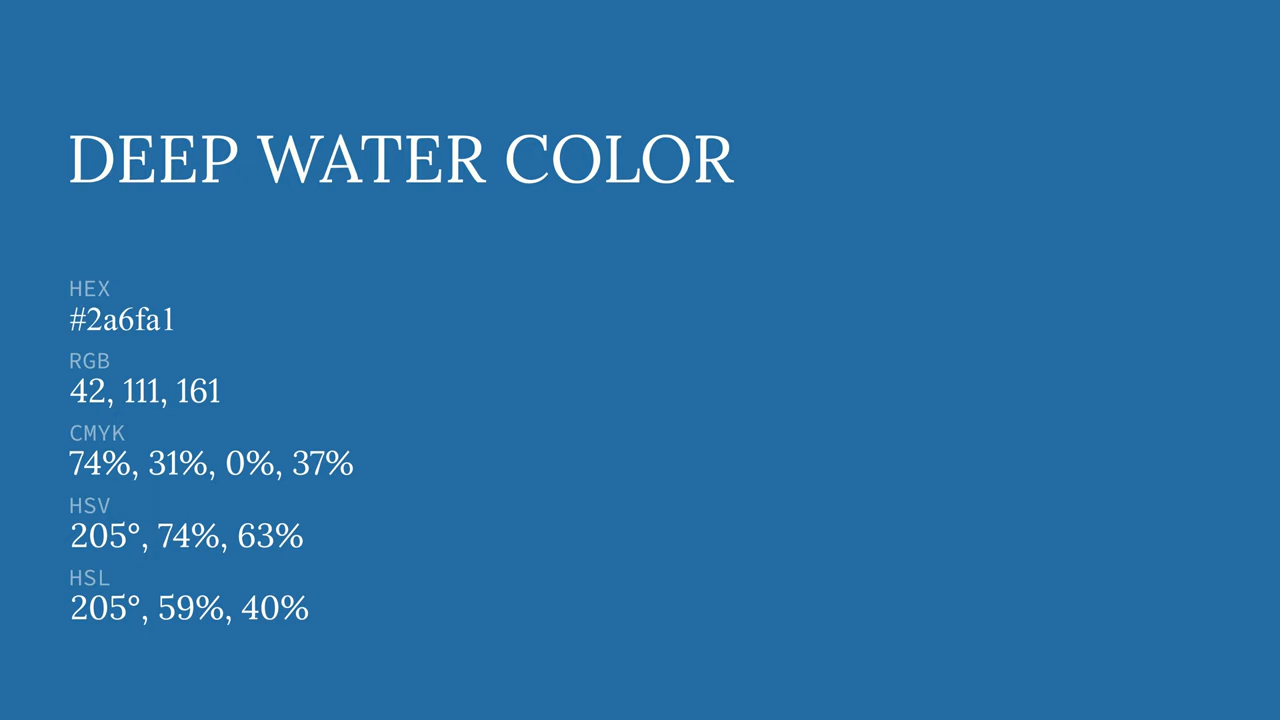 DEEP WATER COLOR
HEX
#2a6fa1
RGB
42, 111, 161
CMYK
74%, 31%, 0%, 37%
HSV
205°, 74%, 63%
HSL
205°, 59%, 40%